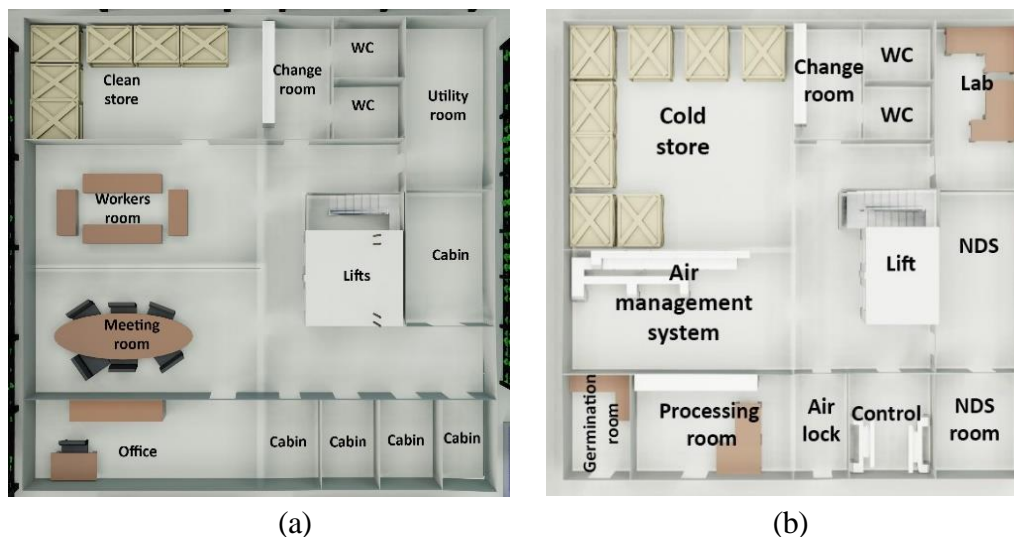 Clean
store
Change
room
WC
WC
Utility
room
Workers
room
Cabin
Lifts
Meeting
room
Office
Cabin
Cabin
Cabin
Cabin
(a)
Cold
store
Change
room
WC
WC
Lab
NDS
Lift
Air
management
system
Germination
room
Processing
room
Air
lock
Control
NDS
room
(b)